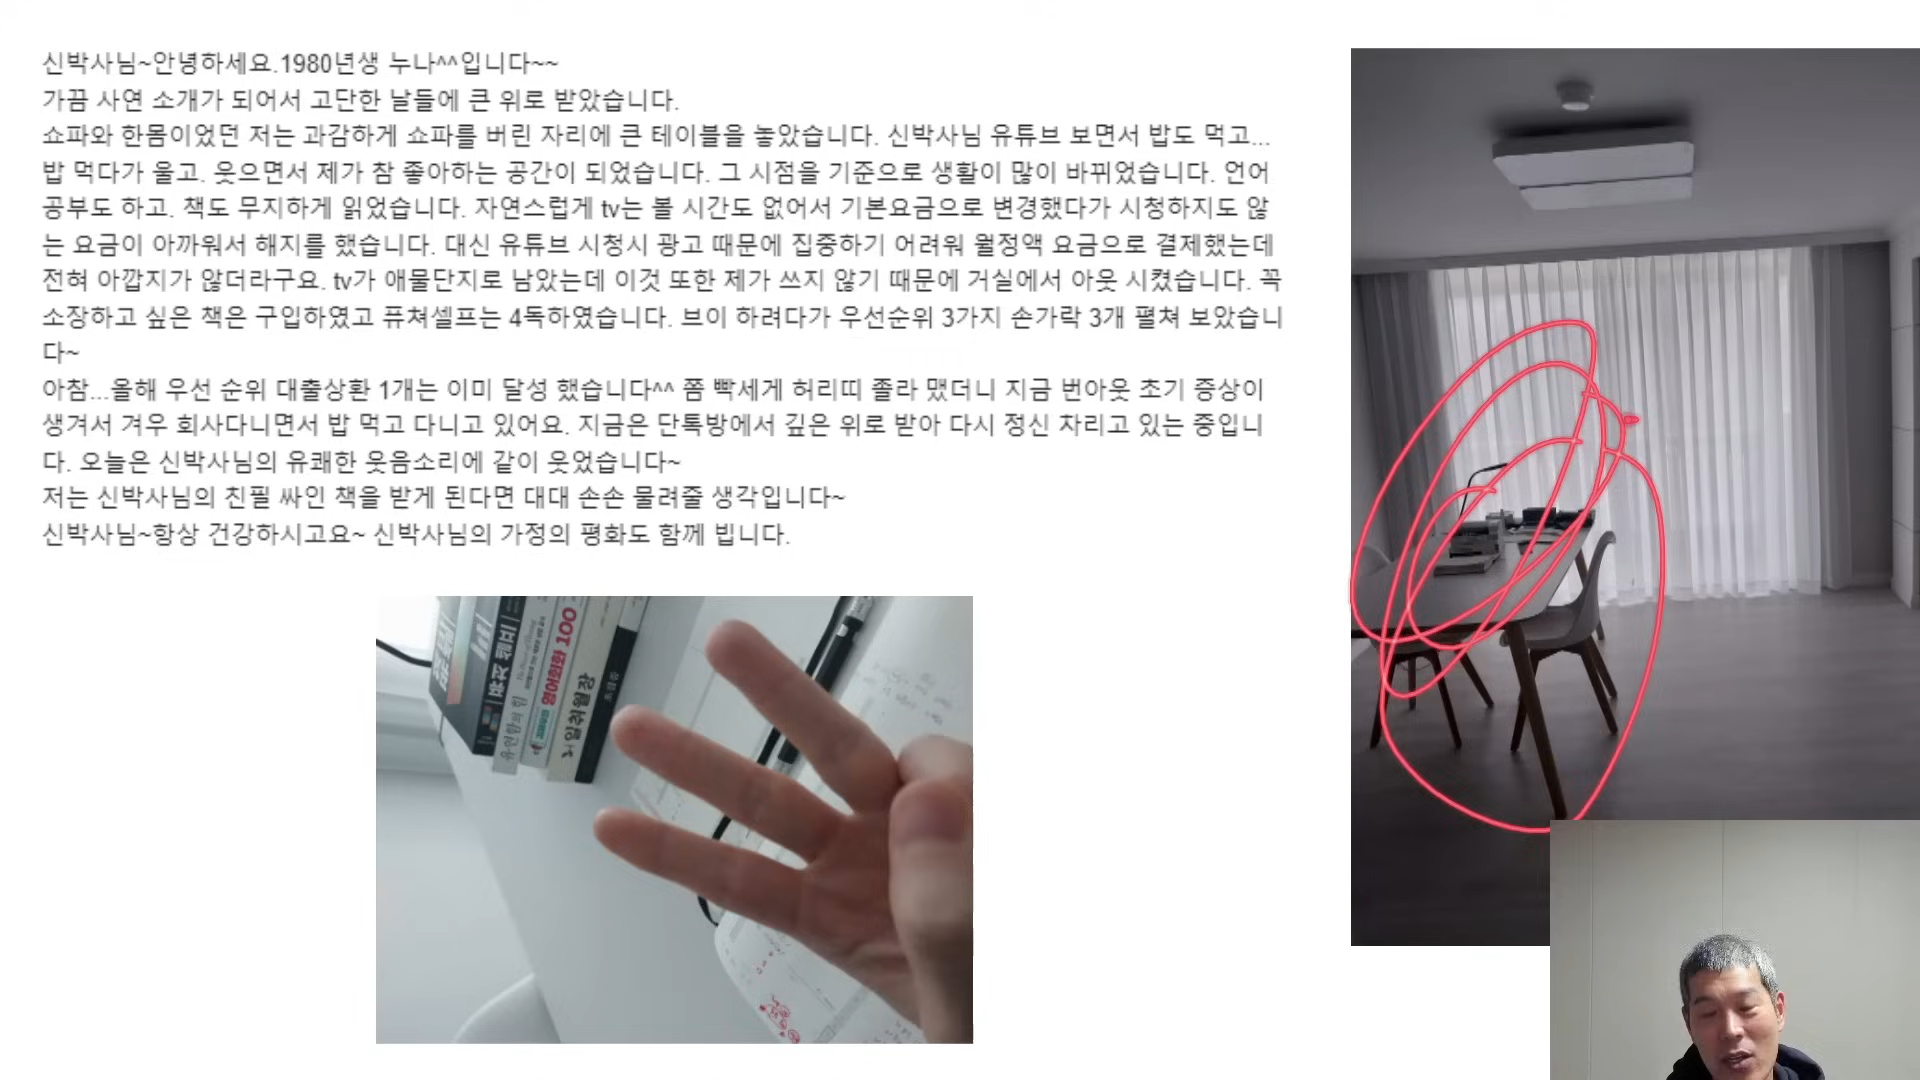 신박사님~안녕하세요.1980년생 누나^^입니다~~
가끔 사연 소개가 되어서 고단한 날들에 큰 위로 받았습니다.
쇼파와 한몸이었던 저는 과감하게 쇼파를 버린 자리에 큰 테이블을 놓았습니다. 신박사님 유튜브 보면서 밥도 먹고...
밥 먹다가 울고. 웃으면서 제가 참 좋아하는 공간이 되었습니다. 그 시점을 기준으로 생활이 많이 바뀌었습니다. 언어
공부도 하고. 책도 무지하게 읽었습니다. 자연스럽게 tv는 볼 시간도 없어서 기본요금으로 변경했다가 시청하지도 않
는 요금이 아까워서 해지를 했습니다. 대신 유튜브 시청시 광고 때문에 집중하기 어려워 월정액 요금으로 결제했는데
전혀 아깝지가 않더라구요. tv가 애물단지로 남았는데 이것 또한 제가 쓰지 않기 때문에 거실에서 아웃 시켰습니다. 꼭
소장하고 싶은 책은 구입하였고 퓨쳐셀프는 4독하였습니다. 브이 하려다가 우선순위 3가지 손가락 3개 펼쳐 보았습니
다~
아참...올해 우선 순위 대출상환 1개는 이미 달성 했습니다^^ 쫌 빡세게 허리띠 졸라 맸더니 지금 번아웃 초기 증상이
생겨서 겨우 회사다니면서 밥 먹고 다니고 있어요. 지금은 단톡방에서 깊은 위로 받아 다시 정신 차리고 있는 중입니
다. 오늘은 신박사님의 유쾌한 웃음소리에 같이 웃었습니다~
저는 신박사님의 친필 싸인 책을 받게 된다면 대대 손손 물려줄 생각입니다~
신박사님~항상 건강하시고요~ 신박사님의 가정의 평화도 함께 빕니다.
퓨처 셀프
유연함의 힘
영어회화 100
일취월장